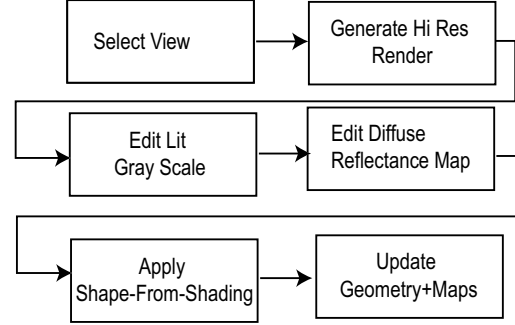 Select View
Generate Hi Res
Render
Edit Lit
Gray Scale
Edit Diffuse
Reflectance Map
Apply
Shape-From-Shading
Update
Geometry+Maps